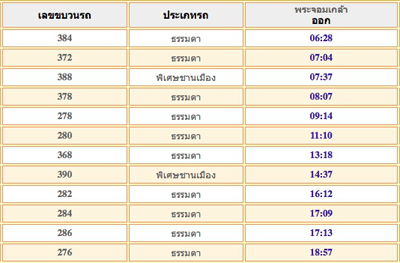 เลขขบวนรถ ประเภทรถ พระจอมเกล้า
ออก
384 ธรรมดา 06:28
372 ธรรมดา 07:04
388 พิเศษชานเมือง 07:37
378 ธรรมดา 08:07
278 ธรรมดา 09:14
280 ธรรมดา 11:10
368 ธรรมดา 13:18
390 พิเศษชานเมือง 14:37
282 ธรรมดา 16:12
284 ธรรมดา 17:09
286 ธรรมดา 17:13
276 ธรรมดา 18:57